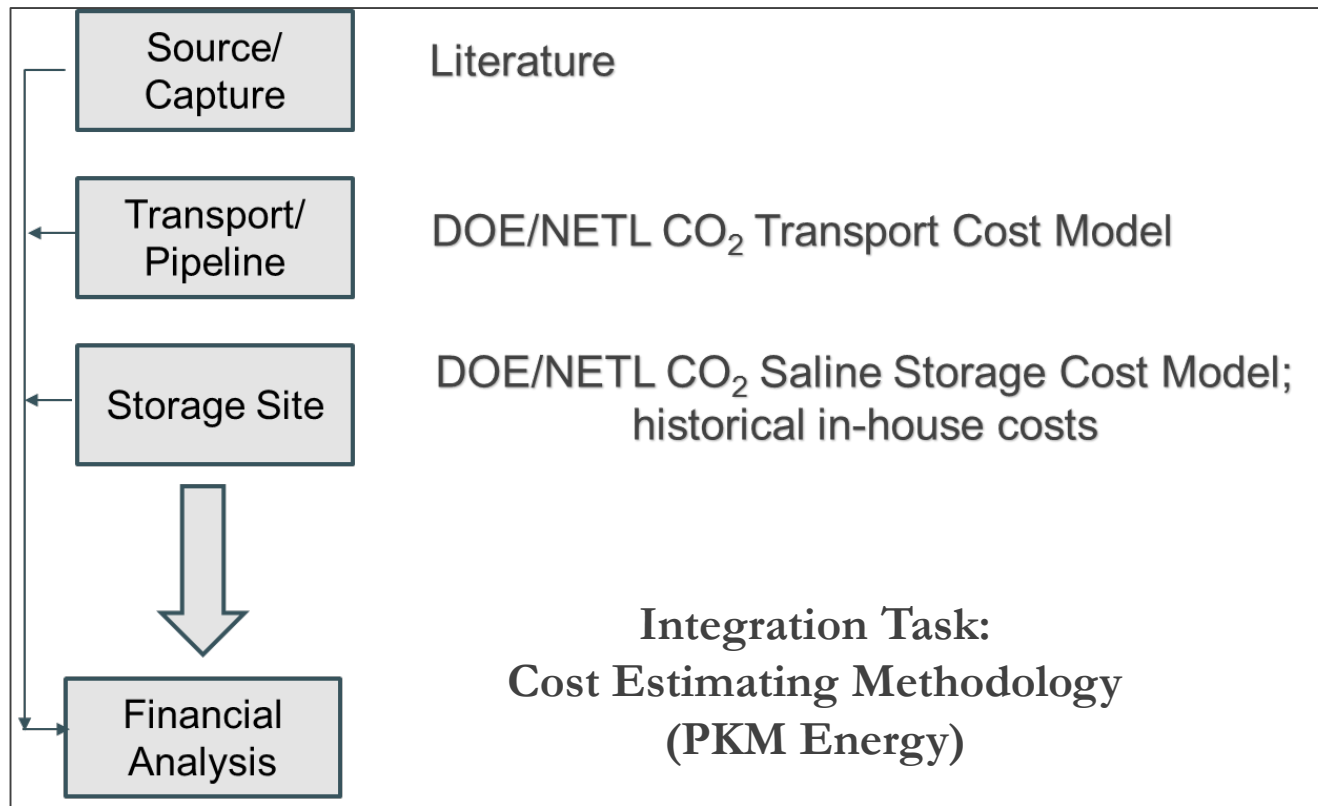 Source/
Capture
Literature
Transport/
Pipeline
DOE/NETL CO₂ Transport Cost Model
Storage Site
DOE/NETL CO₂ Saline Storage Cost Model;
historical in-house costs
Integration Task:
Cost Estimating Methodology
(PKM Energy)
Financial
Analysis